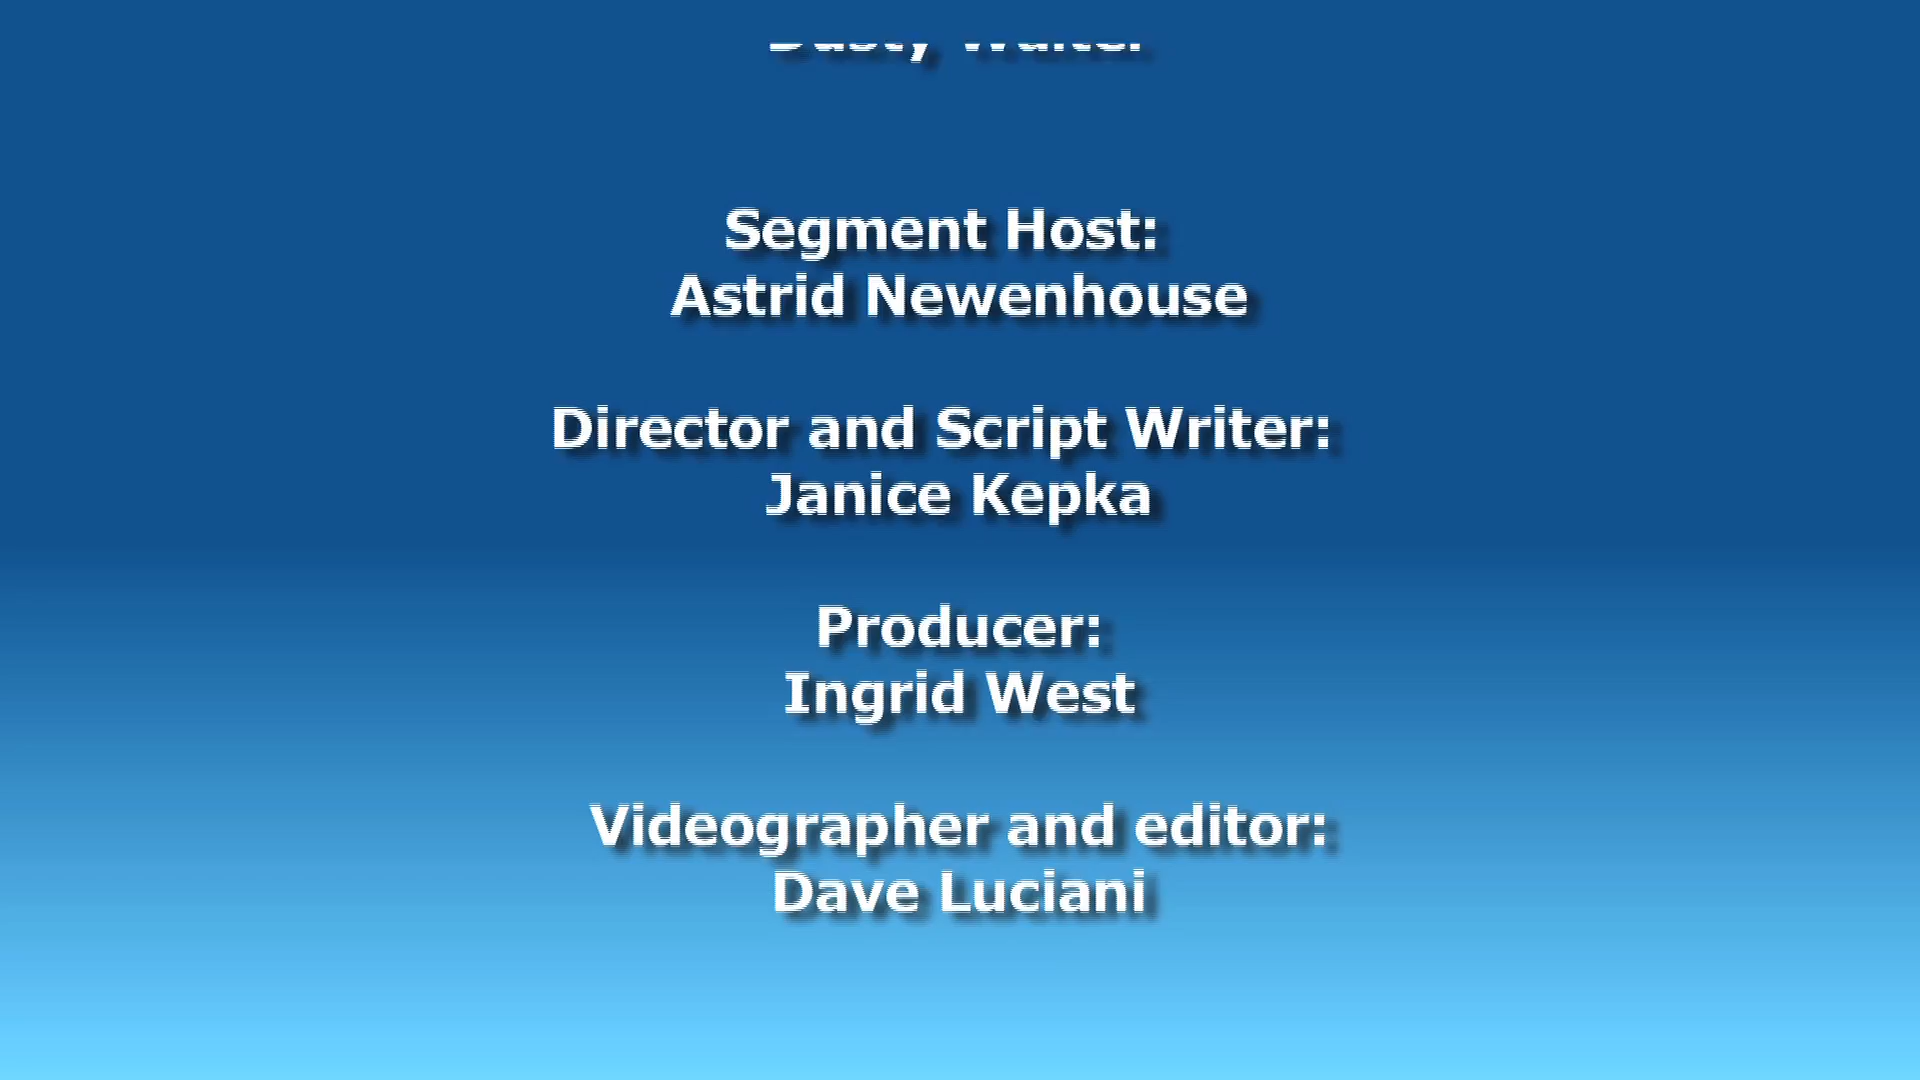 Segment Host:
Astrid Newenhouse
Director and Script Writer:
Janice Kepka
Producer:
Ingrid West
Videographer and editor:
Dave Luciani